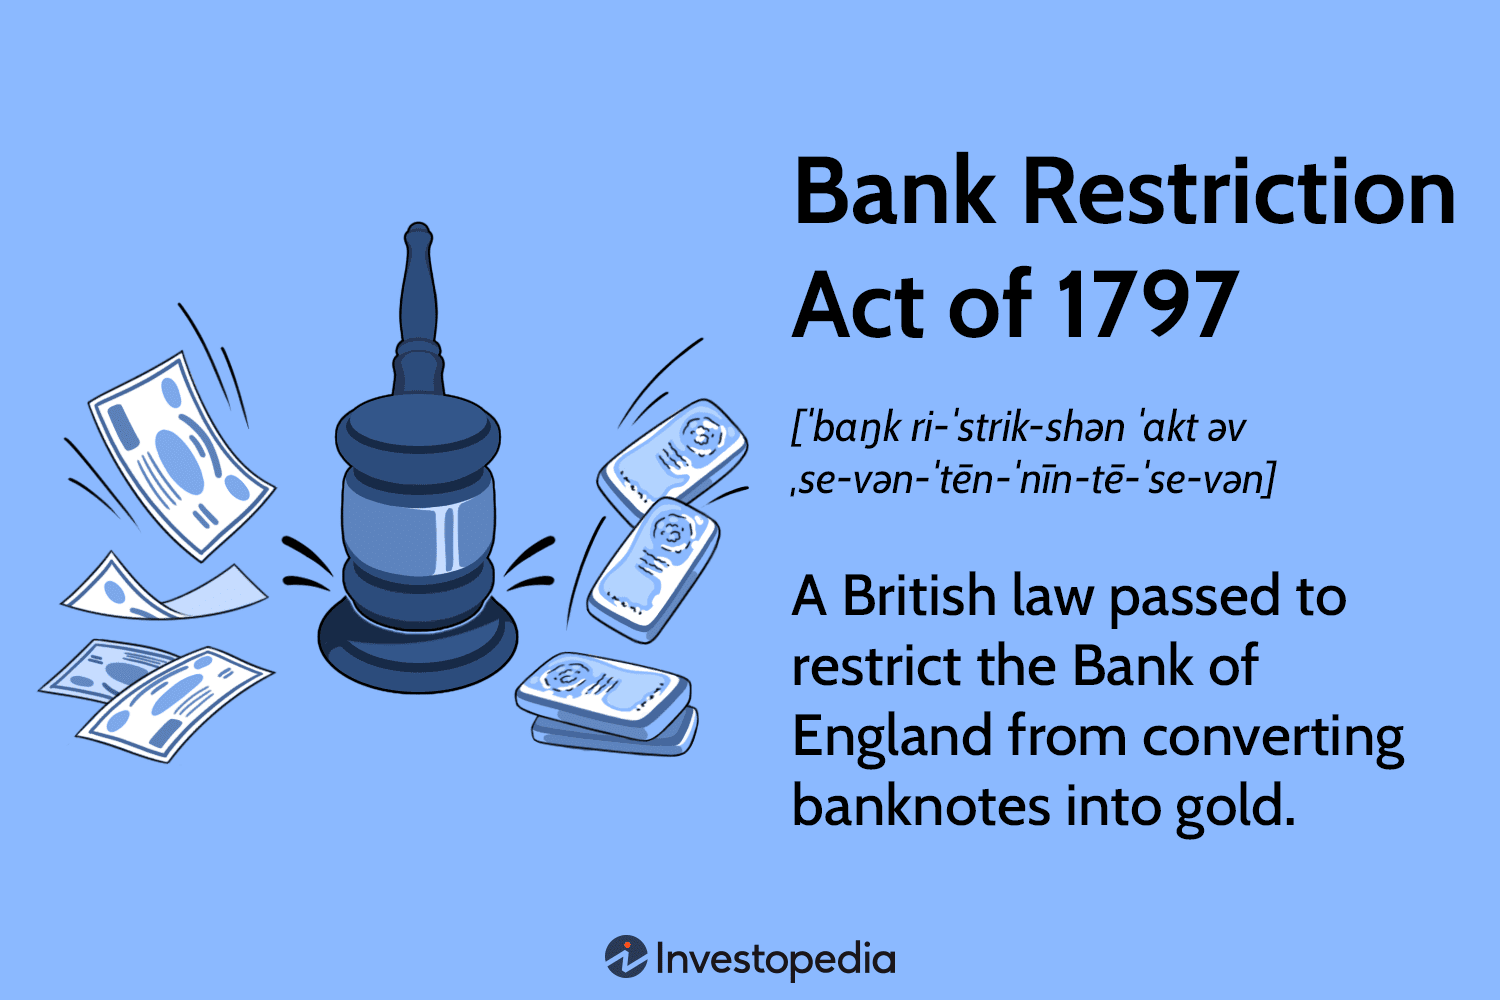 Bank Restriction
Act of 1797
[ˈbaŋk ri-ˈstrik-shən ˈakt əv
ˌse-vən-ˈtēn-ˈnīn-tē-ˈse-vən]
A British law passed to
restrict the Bank of
England from converting
banknotes into gold.
Investopedia